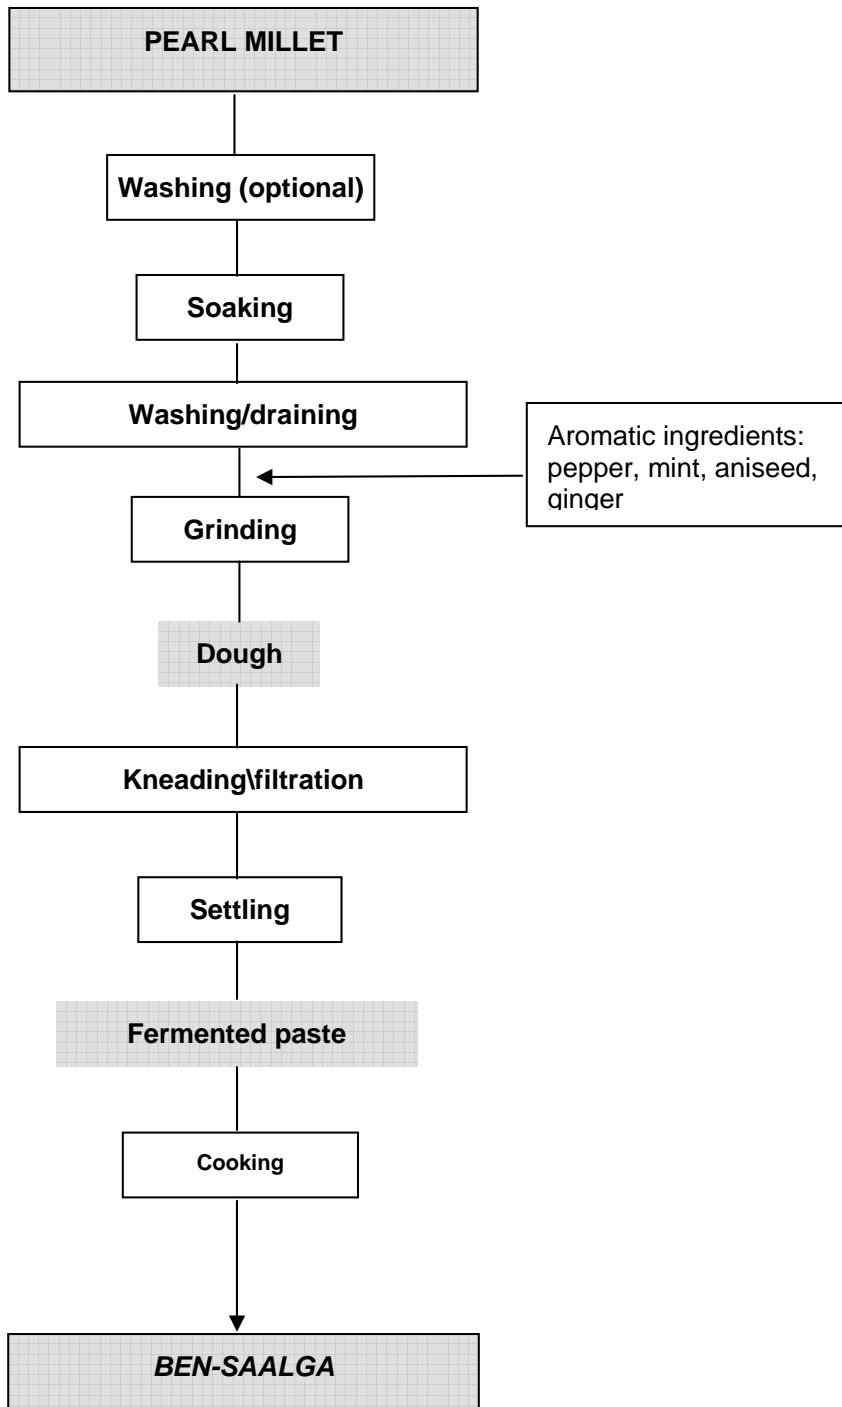 PEARL MILLET
Washing (optional)
Soaking
Washing/draining
Aromatic ingredients:
pepper, mint, aniseed,
ginger
Grinding
Dough
Kneading\filtration
Settling
Fermented paste
Cooking
BEN-SAALGA